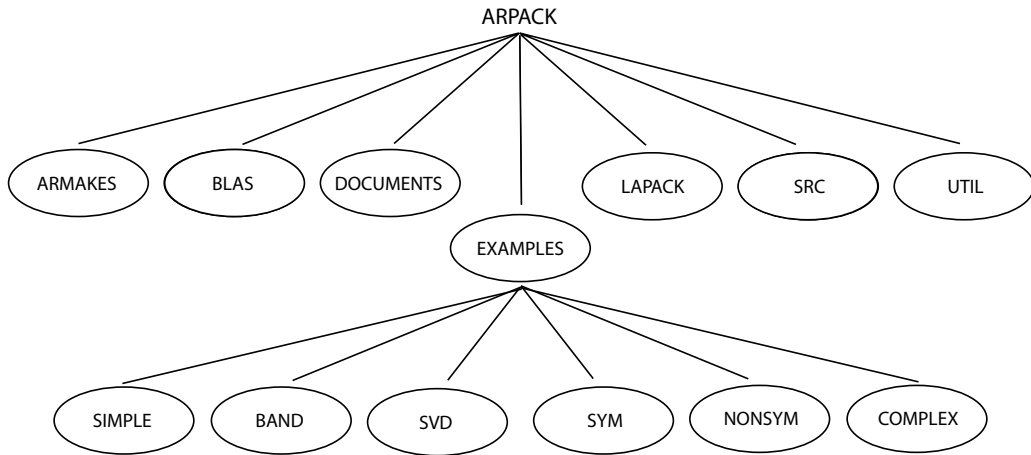 ARPACK
ARMAKES
BLAS
DOCUMENTS
LAPACK
SRC
UTIL
EXAMPLES
SIMPLE
BAND
SVD
SYM
NONSYM
COMPLEX